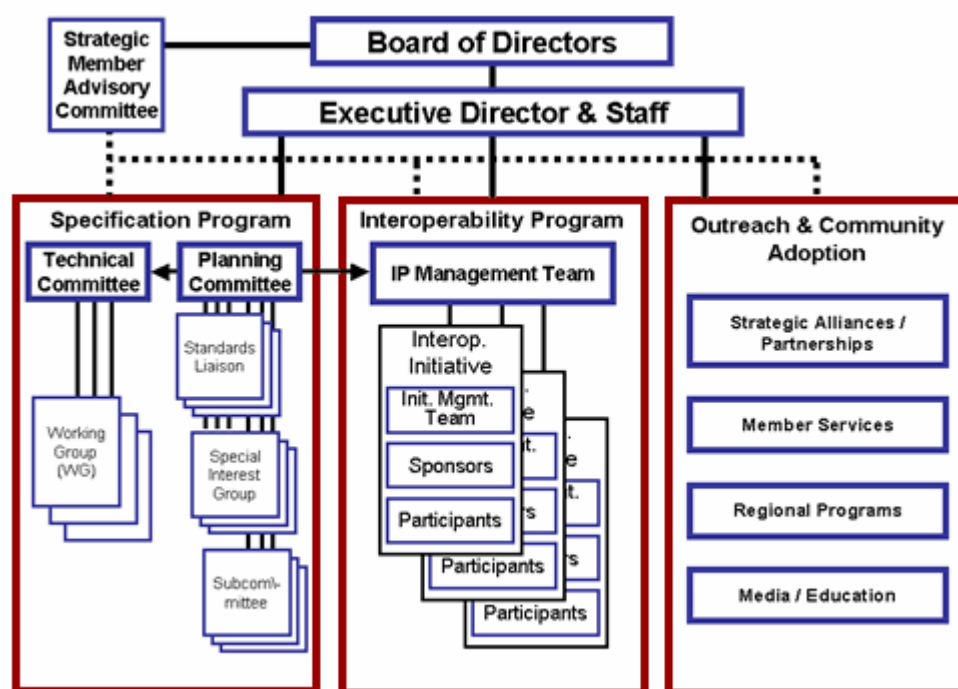 Strategic
Member
Advisory
Committee
Board of Directors
Executive Director & Staff
Specification Program
Technical
Committee
Planning
Committee
Standards
Liaison
Working
Group
(WG)
Special
Interest
Group
Subcom\-
mittee
Interoperability Program
IP Management Team
Interop.
Initiative
Init. Mgmt.
Team
Sponsors
Participants
Participants
Participants
Outreach & Community
Adoption
Strategic Alliances /
Partnerships
Member Services
Regional Programs
Media / Education